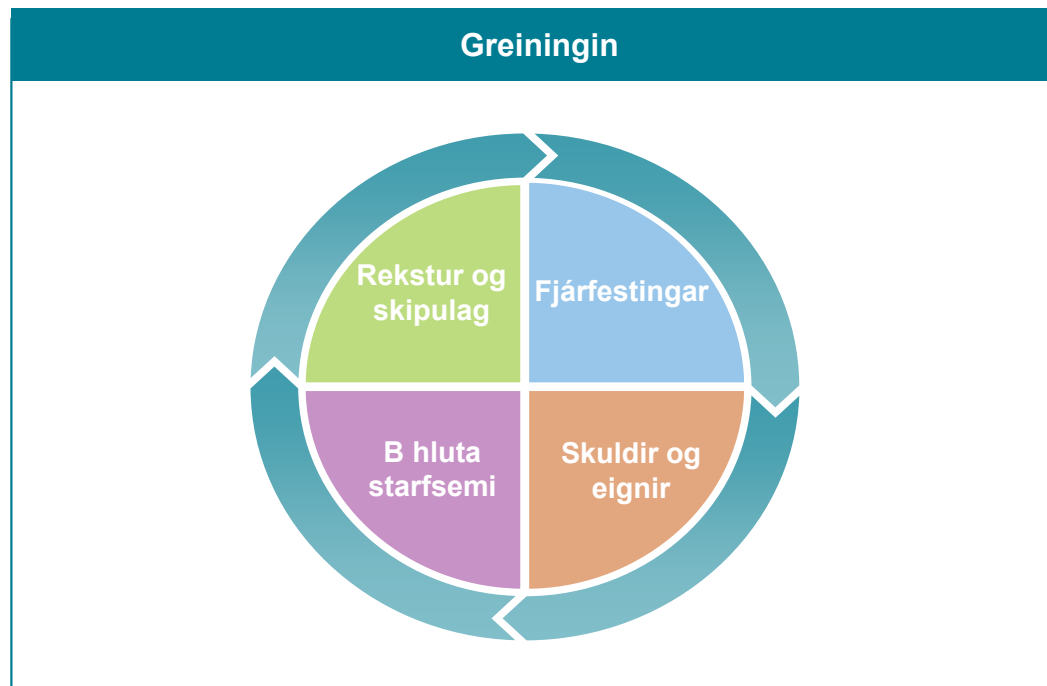 Greiningin
Rekstur og
skipulag
Fjárfestingar
B hluta
starfsemi
Skuldir og
eignir